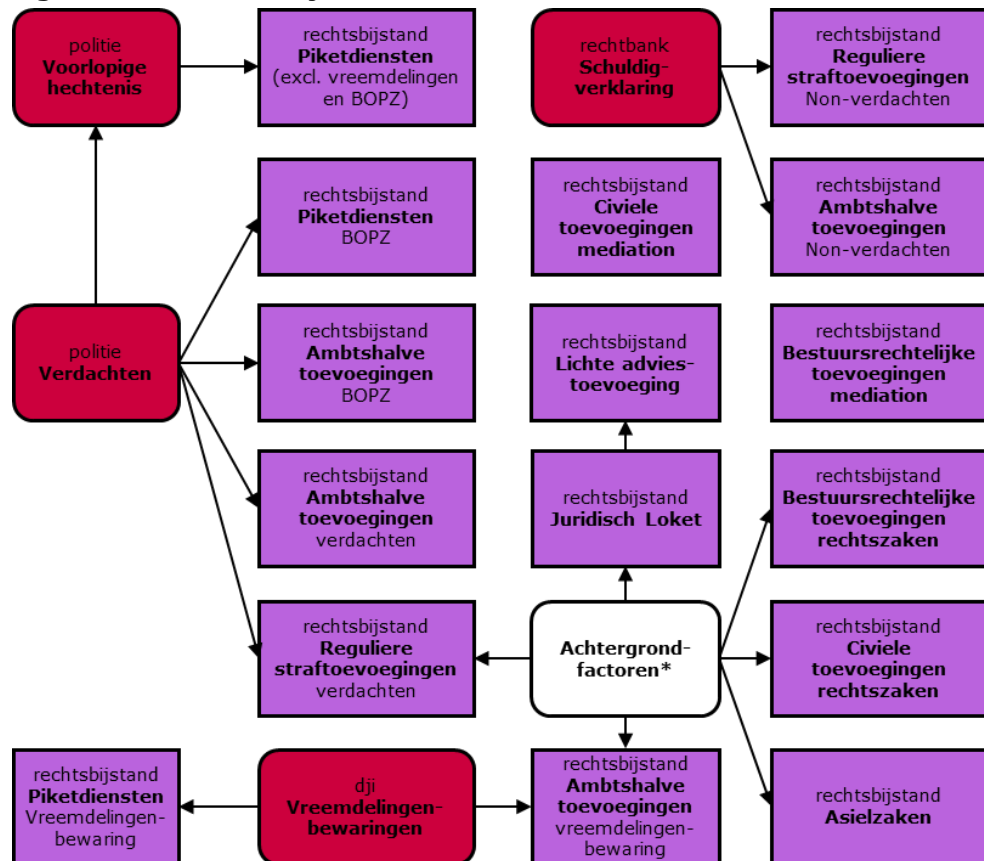 politie
Voorlopige
hechtenis
rechtsbijstand
Piketdiensten
(excl. vreemdelingen
en BOPZ)
rechtbank
Schuldig-
verklaring
rechtsbijstand
Reguliere
straftoevoegingen
Non-verdachten
rechtsbijstand
Piketdiensten
BOPZ
rechtsbijstand
Civiele
toevoegingen
mediation
rechtsbijstand
Ambtshalve
toevoegingen
Non-verdachten
politie
Verdachten
rechtsbijstand
Ambtshalve
toevoegingen
BOPZ
rechtsbijstand
Lichte advies-
toevoeging
rechtsbijstand
Bestuursrechtelijke
toevoegingen
mediation
rechtsbijstand
Ambtshalve
toevoegingen
verdachten
rechtsbijstand
Juridisch Loket
rechtsbijstand
Bestuursrechtelijke
toevoegingen
rechtszaken
rechtsbijstand
Reguliere
straftoevoegingen
verdachten
Achtergrond-
factoren*
rechtsbijstand
Civiele
toevoegingen
rechtszaken
rechtsbijstand
Piketdiensten
Vreemdelingen-
bewaring
dji
Vreemdelingen-
bewaringen
rechtsbijstand
Ambtshalve
toevoegingen
vreemdelingen-
bewaring
rechtsbijstand
Asielzaken